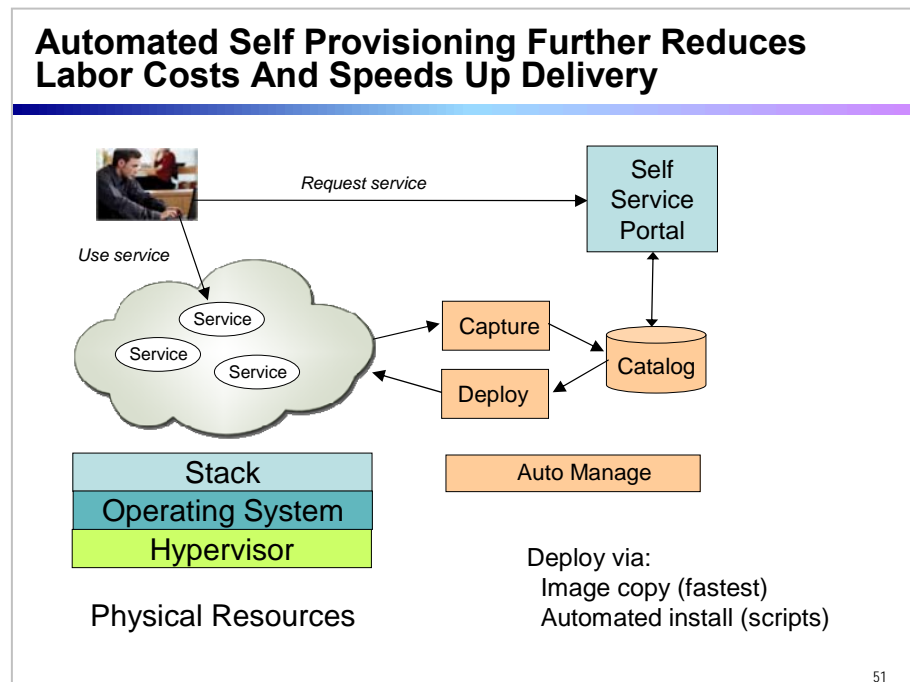 Automated Self Provisioning Further Reduces
Labor Costs And Speeds Up Delivery
Request service
Self
Service
Portal
Use service
Service
Service
Service
Capture
Deploy
Catalog
Stack
Operating System
Hypervisor
Auto Manage
Physical Resources
Deploy via:
Image copy (fastest)
Automated install (scripts)
51